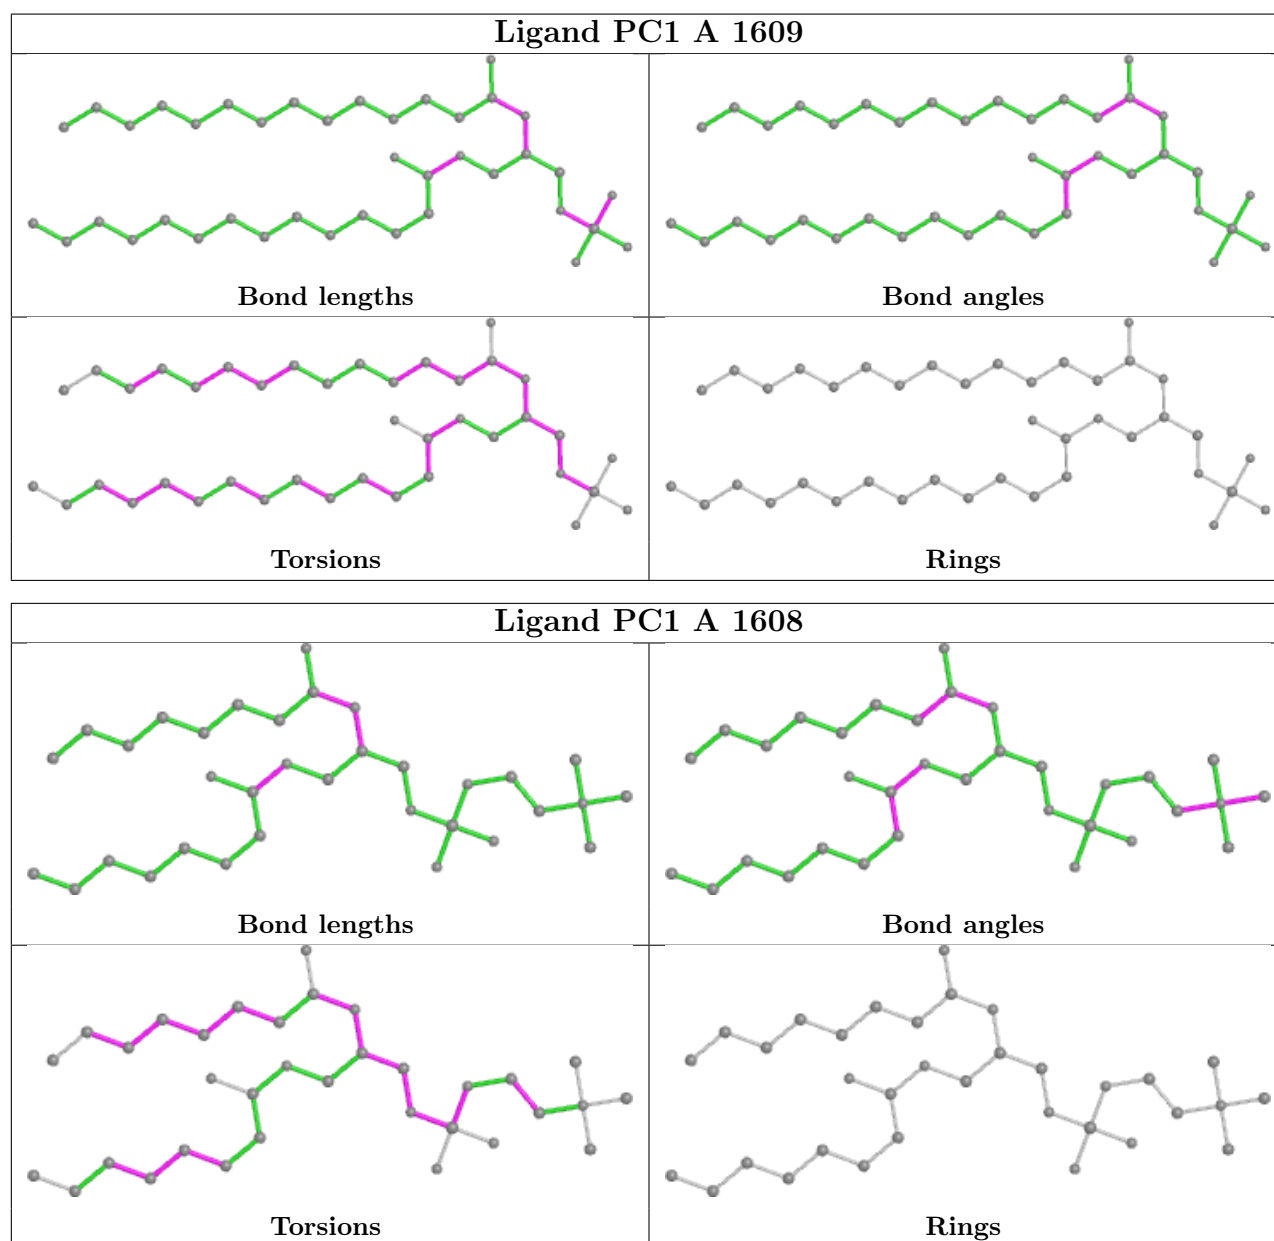 Ligand PC1 A 1609
Bond lengths
Bond angles
Torsions
Rings
Ligand PC1 A 1608
Bond lengths
Bond angles
Torsions
Rings